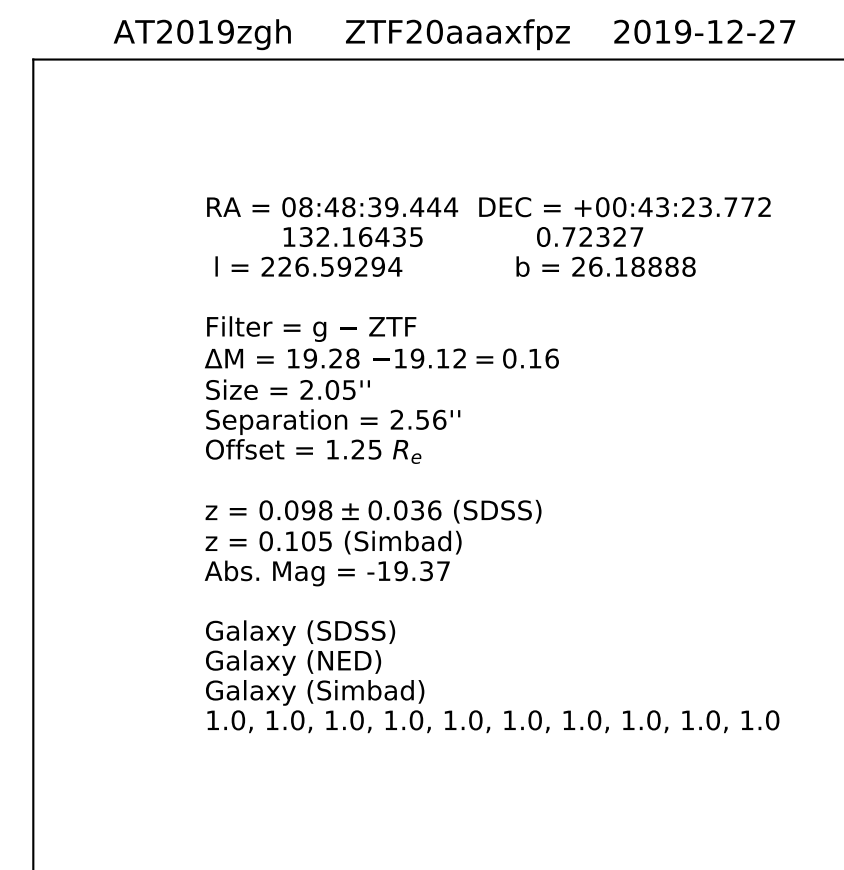 AT2019zgh ZTF20aaaxfpz 2019-12-27
RA = 08:48:39.444 DEC = +00:43:23.772
132.16435 0.72327
l = 226.59294 b = 26.18888
Filter = g − ZTF
ΔM = 19.28 −19.12 = 0.16
Size = 2.05''
Separation = 2.56''
Offset = 1.25 Rₑ
z = 0.098 ± 0.036 (SDSS)
z = 0.105 (Simbad)
Abs. Mag = -19.37
Galaxy (SDSS)
Galaxy (NED)
Galaxy (Simbad)
1.0, 1.0, 1.0, 1.0, 1.0, 1.0, 1.0, 1.0, 1.0, 1.0